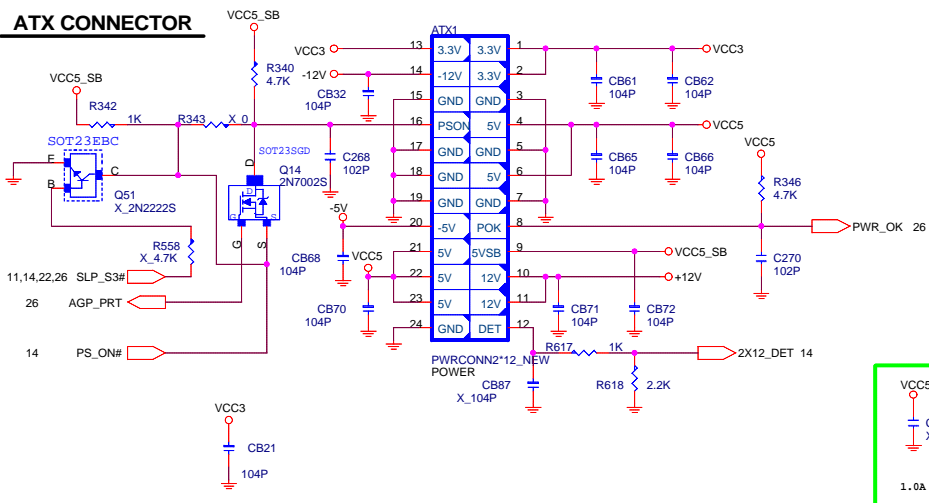 ATX CONNECTOR
VCC5_SB
ATX1
VCC3
13
3.3V
3.3V
1
VCC3
-12V
14
-12V
3.3V
2
R340
4.7K
CB32
104P
CB61
104P
CB62
104P
VCC5_SB
R342
1K
R343
X_0
15
GND
GND
3
16
PSON
5V
4
VCC5
SOT23EBC
SOT23SGD
17
GND
GND
5
18
GND
5V
6
19
GND
GND
7
C268
102P
CB65
104P
CB66
104P
VCC5
E
B
C
Q51
X_2N2222S
D
Q14
2N7002S
D
G
S
G
S
R346
4.7K
-5V
20
-5V
POK
8
PWR_OK 26
21
5V
5VSB
9
VCC5_SB
C270
102P
R558
X_4.7K
CB68
104P
VCC5
22
5V
12V
10
+12V
11,14,22,26 SLP_S3#
26 AGP_PRT
23
5V
12V
11
CB70
104P
CB71
104P
CB72
104P
24
GND
DET
12
14 PS_ON#
R617
1K
2X12_DET 14
PWRCONN2*12_NEW
POWER
CB87
X_104P
R618
2.2K
VCC3
CB21
104P
VCC5
C
X
1.0A